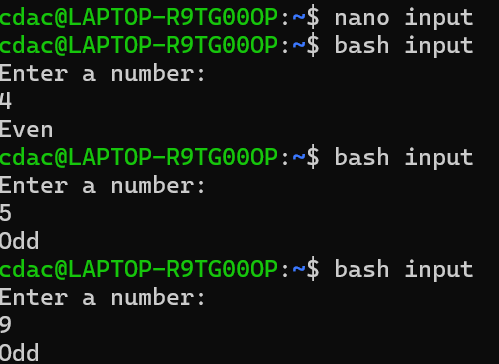 cdac@LAPTOP-R9TG00OP:~$ nano input
cdac@LAPTOP-R9TG00OP:~$ bash input
Enter a number:
4
Even
cdac@LAPTOP-R9TG00OP:~$ bash input
Enter a number:
5
Odd
cdac@LAPTOP-R9TG00OP:~$ bash input
Enter a number:
9
Odd